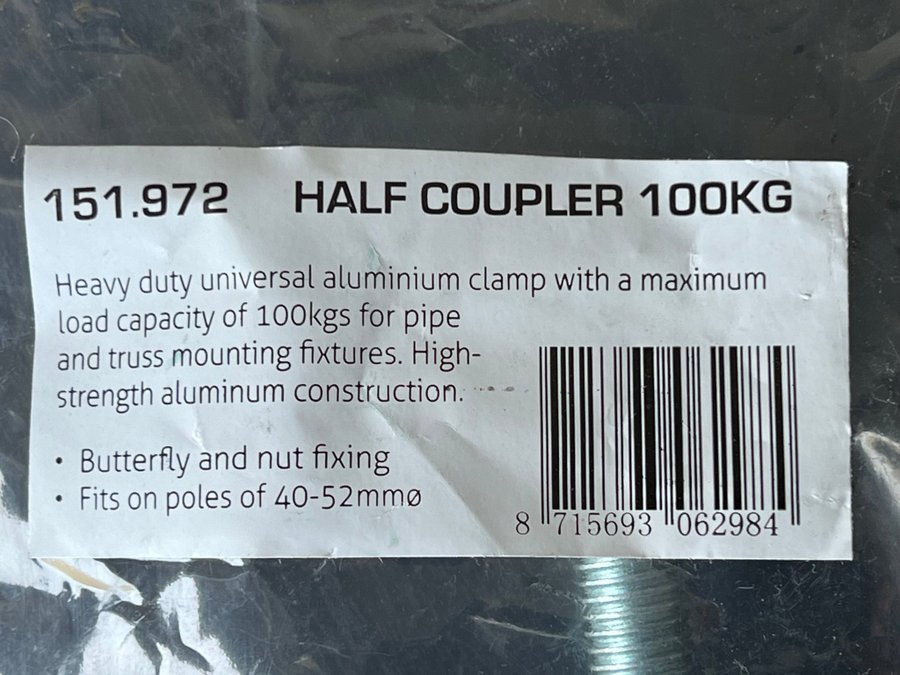 151.972 HALF COUPLER 100KG
Heavy duty universal aluminium clamp with a maximum
load capacity of 100kgs for pipe
and truss mounting fixtures. High-
strength aluminum construction.
• Butterfly and nut fixing
• Fits on poles of 40-52mmø
8 715693 062984